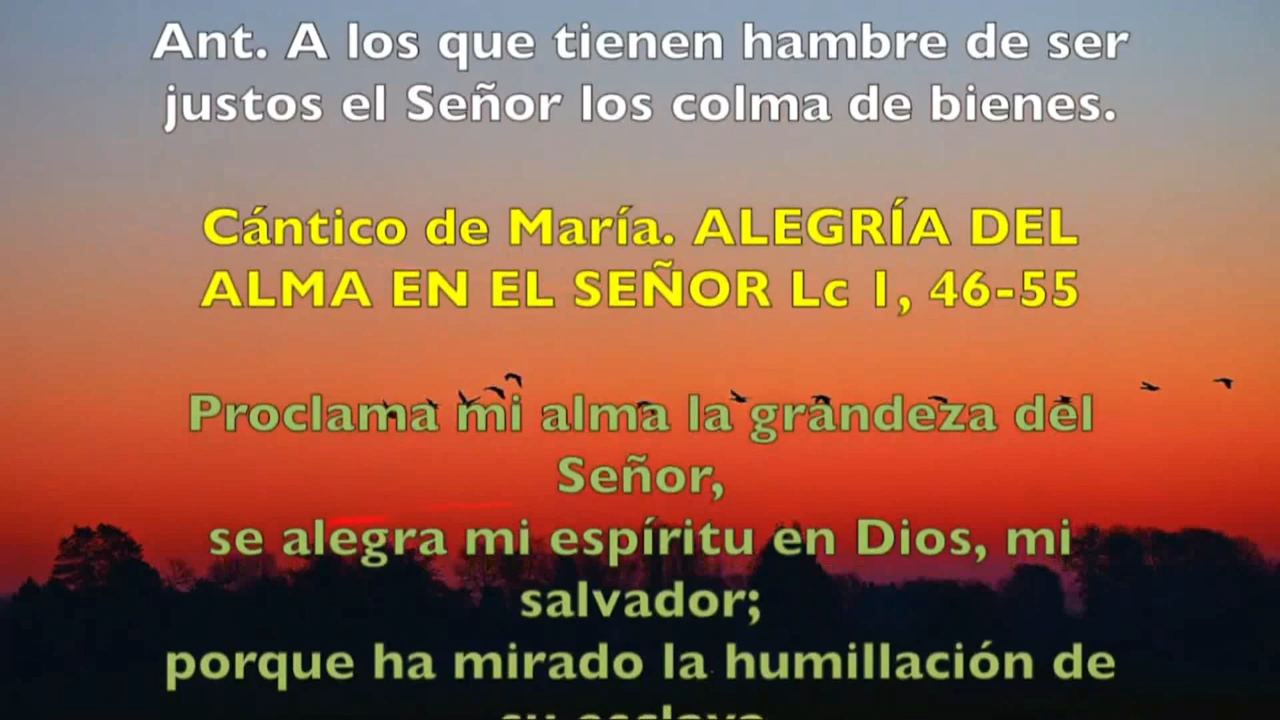 Ant. A los que tienen hambre de ser
justos el Señor los colma de bienes.
Cántico de María. ALEGRÍA DEL
ALMA EN EL SEÑOR Lc 1, 46-55
Proclama mi alma la grandeza del
Señor,
se alegra mi espíritu en Dios, mi
salvador;
porque ha mirado la humillación de
su esclava